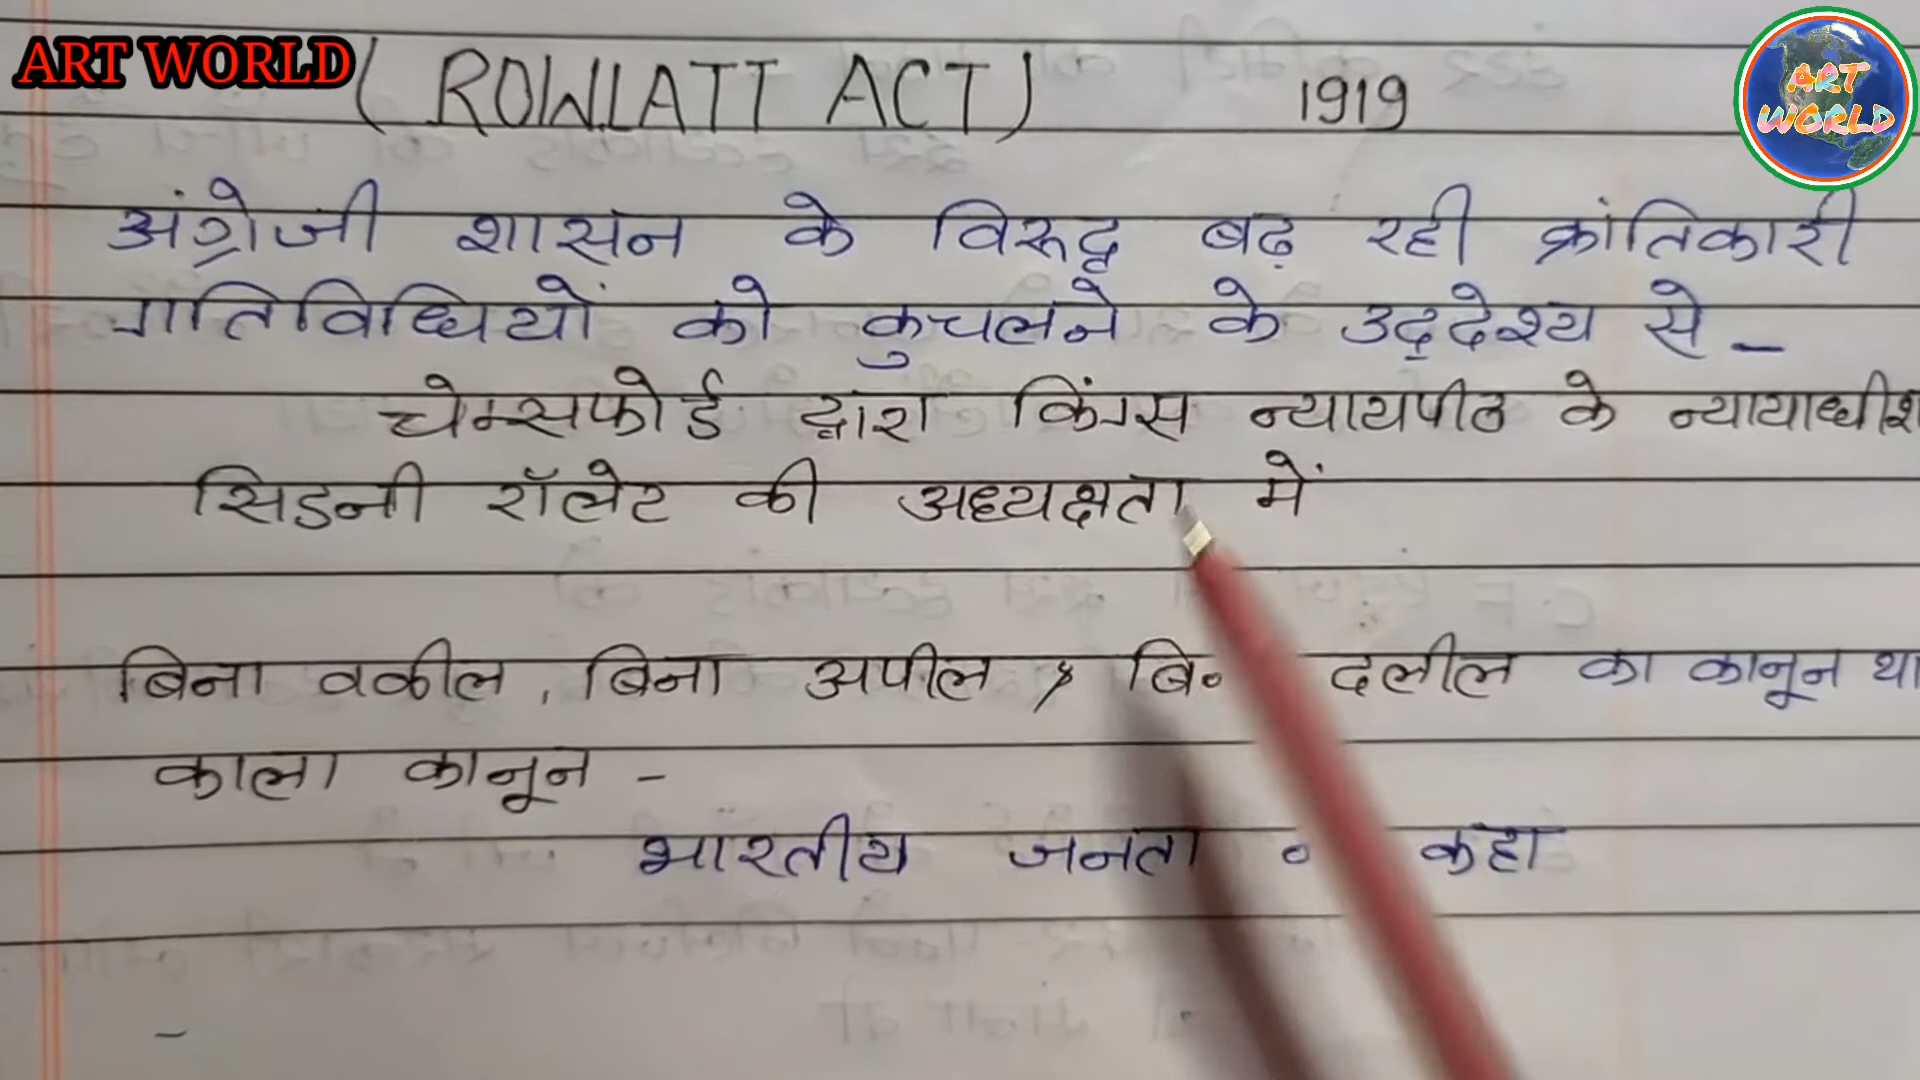 ART WORLD
( ROWLATT ACT) 1919
ART WORLD
अंग्रेजी शासन के विरूद्ध बढ़ रही क्रांतिकारी
गतिविधियों को कुचलने के उद्देश्य से -
चेम्सफोर्ड द्वारा किंग्स न्यायपीठ के न्यायाधीश
सिडनी रॉलेट की अध्यक्षता में
बिना वकील, बिना अपील, दलील का कानून था
काला कानून -
भारतीय जनता कहा
-